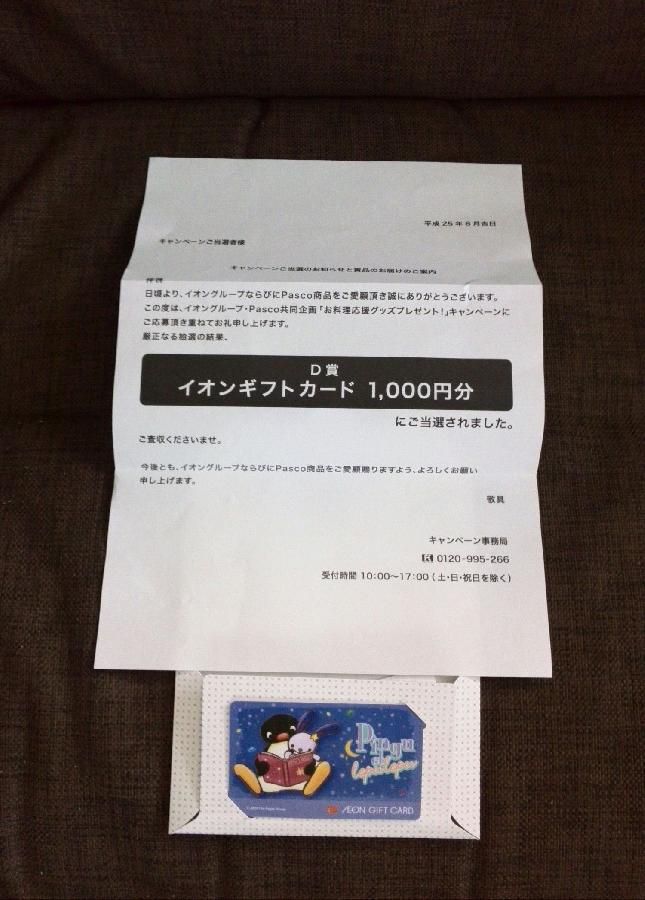 平成25年6月吉日
キャンペーンご当選者様
キャンペーンご当選のお知らせと賞品のお届けのご案内
拝啓
日頃より、イオングループならびにPasco商品をご愛顧頂き誠にありがとうございます。
この度は、イオングループ・Pasco共同企画「お料理応援グッズプレゼント!」キャンペーンに
ご応募頂き重ねてお礼申し上げます。
厳正なる抽選の結果、
D賞
イオンギフトカード 1,000円分
にご当選されました。
ご査収くださいませ。
今後とも、イオングループならびにPasco商品をご愛顧賜りますよう、よろしくお願い
申し上げます。
敬具
キャンペーン事務局
0120-995-266
受付時間 10:00～17:00(土・日・祝日を除く)
Pingu
ÆON GIFT CARD